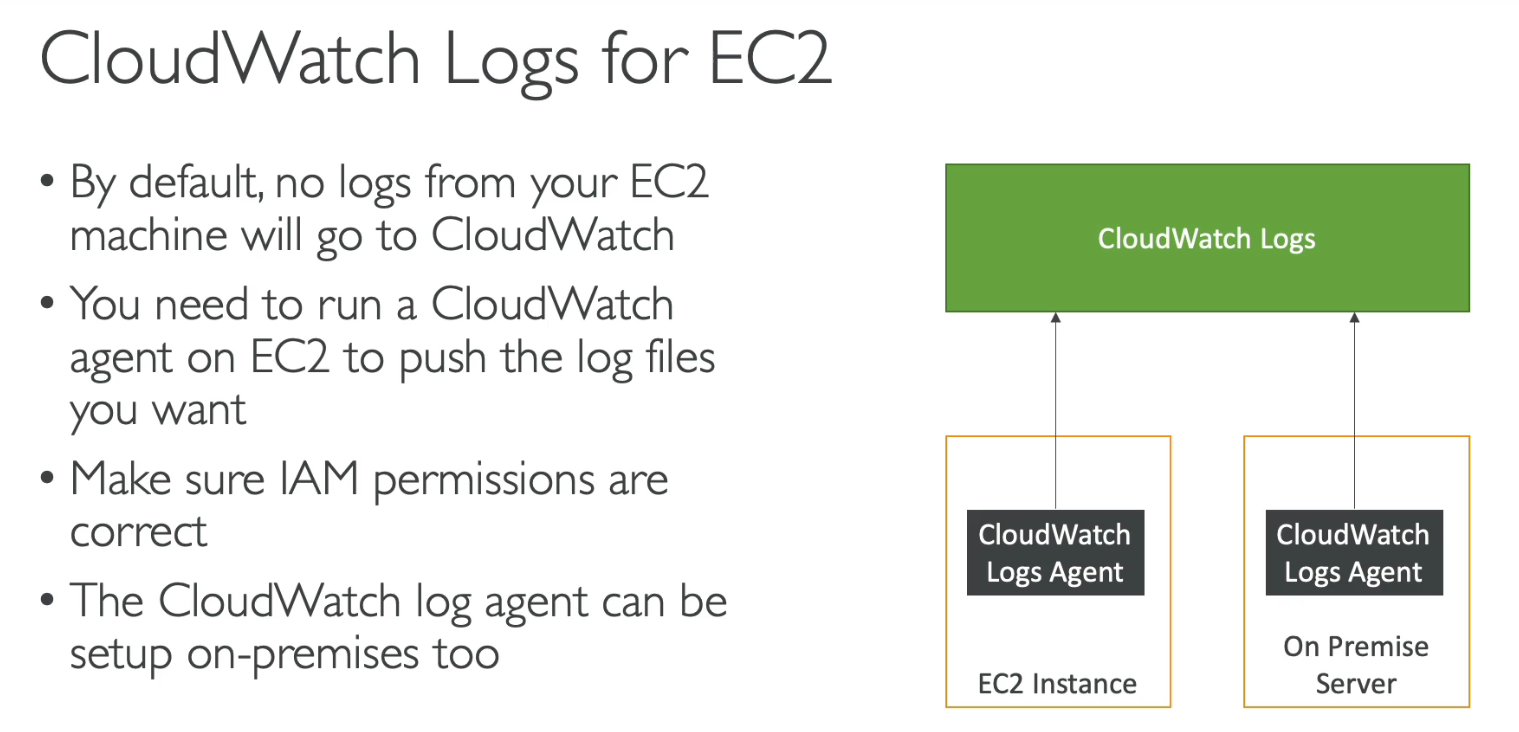 CloudWatch Logs for EC2
• By default, no logs from your EC2
machine will go to CloudWatch
• You need to run a CloudWatch
agent on EC2 to push the log files
you want
• Make sure IAM permissions are
correct
• The CloudWatch log agent can be
setup on-premises too
CloudWatch Logs
CloudWatch
Logs Agent
EC2 Instance
CloudWatch
Logs Agent
On Premise
Server